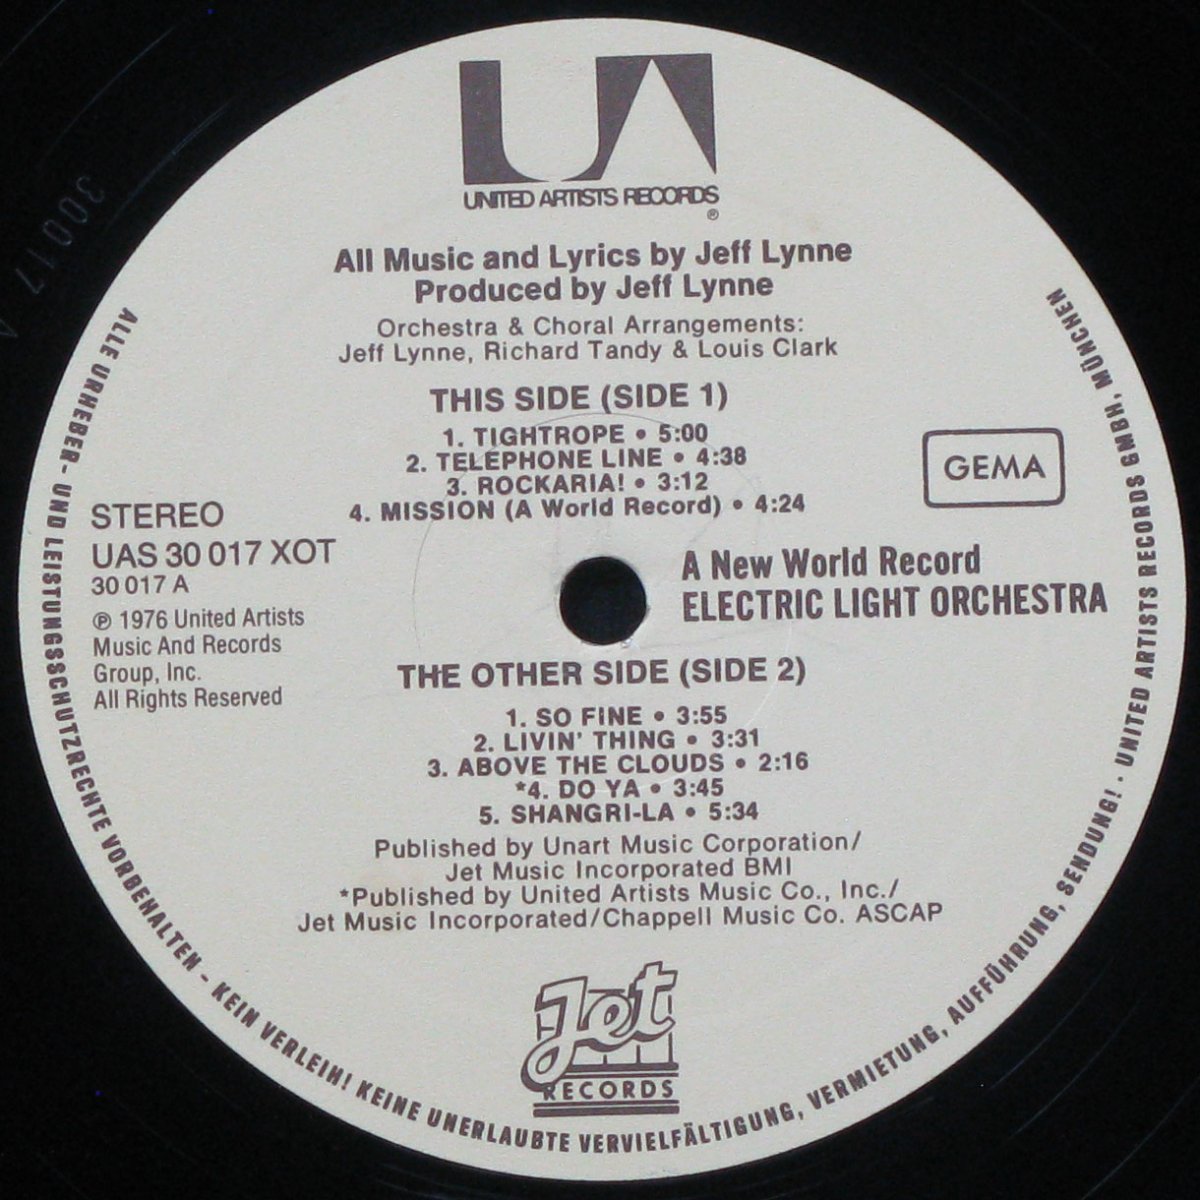 UA
UNITED ARTISTS RECORDS
®
All Music and Lyrics by Jeff Lynne
Produced by Jeff Lynne
Orchestra & Choral Arrangements:
Jeff Lynne, Richard Tandy & Louis Clark
THIS SIDE (SIDE 1)
1. TIGHTROPE • 5:00
2. TELEPHONE LINE • 4:38
3. ROCKARIA! • 3:12
4. MISSION (A World Record) • 4:24
GEMA
STEREO
UAS 30 017 XOT
30 017 A
℗ 1976 United Artists
Music And Records
Group, Inc.
All Rights Reserved
A New World Record
ELECTRIC LIGHT ORCHESTRA
THE OTHER SIDE (SIDE 2)
1. SO FINE • 3:55
2. LIVIN' THING • 3:31
3. ABOVE THE CLOUDS • 2:16
*4. DO YA • 3:45
5. SHANGRI-LA • 5:34
Published by Unart Music Corporation/
Jet Music Incorporated BMI
*Published by United Artists Music Co., Inc./
Jet Music Incorporated/Chappell Music Co. ASCAP
Jet
RECORDS
ALLE URHEBER- UND LEISTUNGSSCHUTZRECHTE VORBEHALTEN - KEIN VERLEIH! KEINE UNERLAUBTE VERVIELFÄLTIGUNG, VERMIETUNG, AUFFÜHRUNG, SENDUNG! · UNITED ARTISTS RECORDS GMBH, MÜNCHEN
30017 A